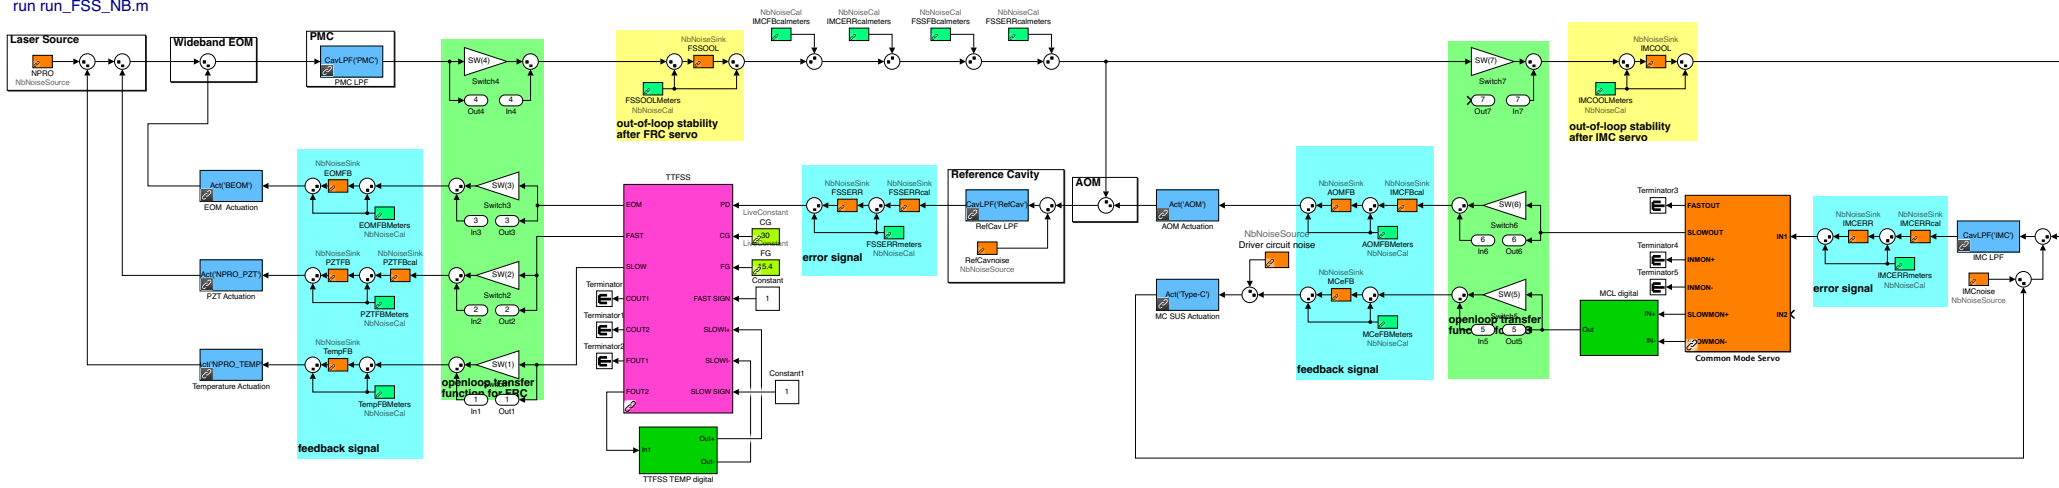 run run_FSS_NB.m
Laser Source
NPRO
NbNoiseSource
Wideband EOM
PMC
CavLPF('PMC')
PMC LPF
SW(4)
Switch4
4
Out4
4
In4
NbNoiseSink
FSSOOL
FSSOOLMeters
NbNoiseCal
out-of-loop stability
after FRC servo
NbNoiseCal
IMCFBcalmeters
NbNoiseCal
IMCERRcalmeters
NbNoiseCal
FSSFBcalmeters
NbNoiseCal
FSSERRcalmeters
SW(7)
Switch7
7
Out7
7
In7
NbNoiseSink
IMCOOL
IMCOOLMeters
NbNoiseCal
out-of-loop stability
after IMC servo
Act('BEOM')
EOM Actuation
NbNoiseSink
EOMFB
EOMFBMeters
NbNoiseCal
SW(3)
Switch3
3
In3
3
Out3
Act('NPRO_PZT')
PZT Actuation
NbNoiseSink
PZTFB
NbNoiseSink
PZTFBcal
PZTFBMeters
NbNoiseCal
SW(2)
Switch2
2
In2
2
Out2
Act('NPRO_TEMP')
Temperature Actuation
NbNoiseSink
TempFB
TempFBMeters
NbNoiseCal
feedback signal
SW(1)
openloop transfer
function for FRC
1
In1
1
Out1
TTFSS
EOM
FAST
SLOW
COUT1
COUT2
FOUT1
FOUT2
PD
CG
FG
FAST SIGN
SLOWI+
SLOWI-
SLOW SIGN
Terminator
Terminator1
Terminator2
LiveConstant
CG
30
LiveConstant
FG
15.4
Constant
1
Constant1
1
In1
Out+
Out-
TTFSS TEMP digital
NbNoiseSink
FSSERR
NbNoiseSink
FSSERRcal
FSSERRmeters
NbNoiseCal
error signal
Reference Cavity
CavLPF('RefCav')
RefCav LPF
RefCavnoise
NbNoiseSource
AOM
Act('AOM')
AOM Actuation
NbNoiseSource
Driver circuit noise
Act('Type-C')
MC SUS Actuation
NbNoiseSink
AOMFB
NbNoiseSink
IMCFBcal
AOMFBMeters
NbNoiseCal
NbNoiseSink
MCeFB
MCeFBMeters
NbNoiseCal
feedback signal
SW(6)
Switch6
6
In6
6
Out6
SW(5)
openloop transfer
5
In5
5
Out5
MCL digital
Out
IN+
IN-
Terminator3
Terminator4
Terminator5
FASTOUT
SLOWOUT
INMON+
INMON-
SLOWMON+
IN1
IN2
Common Mode Servo
NbNoiseSink
IMCERR
NbNoiseSink
IMCERRcal
IMCERRmeters
NbNoiseCal
error signal
CavLPF('IMC')
IMC LPF
IMCnoise
NbNoiseSource